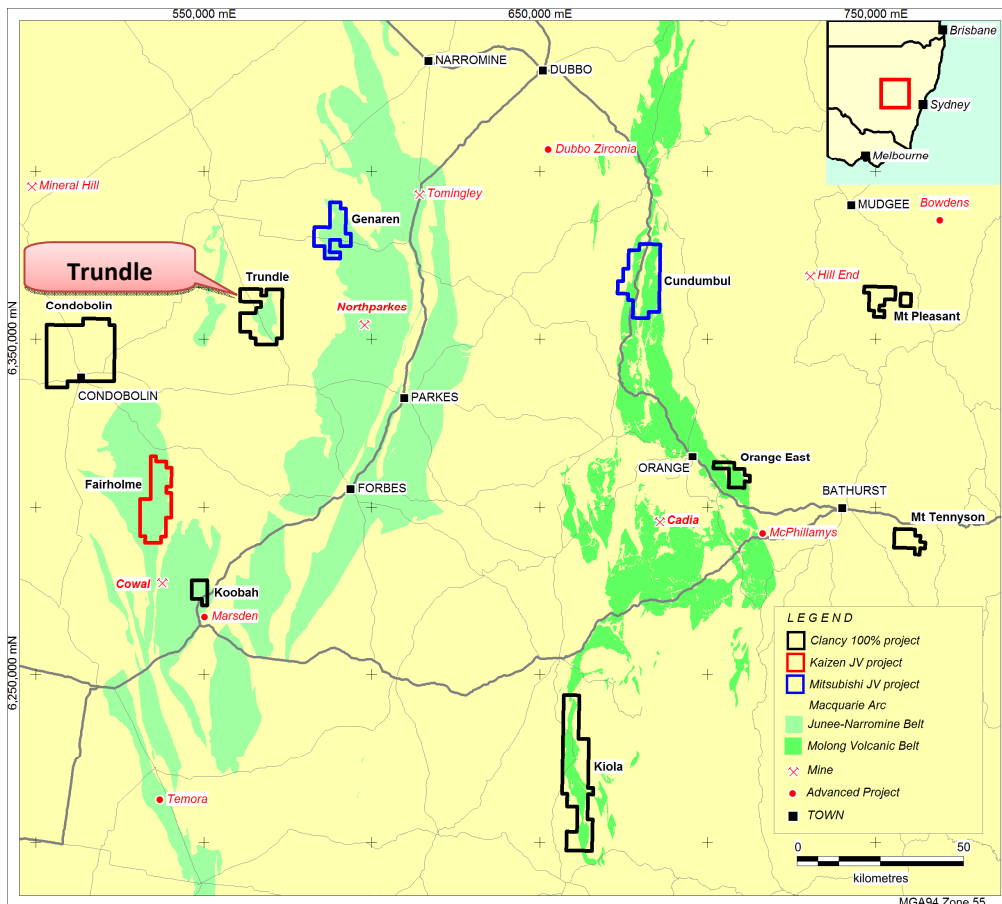 550,000 mE
650,000 mE
750,000 mE
Brisbane
Sydney
Melbourne
NARROMINE
DUBBO
Dubbo Zirconia
Mineral Hill
Tomingley
MUDGEE
Bowdens
Genaren
Trundle
Trundle
Cundumbul
Hill End
Mt Pleasant
Condobolin
Northparkes
6,350,000 mN
CONDOBOLIN
PARKES
Fairholme
FORBES
ORANGE
Orange East
BATHURST
Mt Tennyson
Cadia
McPhillamys
Cowal
Koobah
Marsden
6,250,000 mN
Kiola
Temora
LEGEND
Clancy 100% project
Kaizen JV project
Mitsubishi JV project
Macquarie Arc
Junee-Narromine Belt
Molong Volcanic Belt
Mine
Advanced Project
TOWN
0
50
kilometres
MGA94 Zone 55